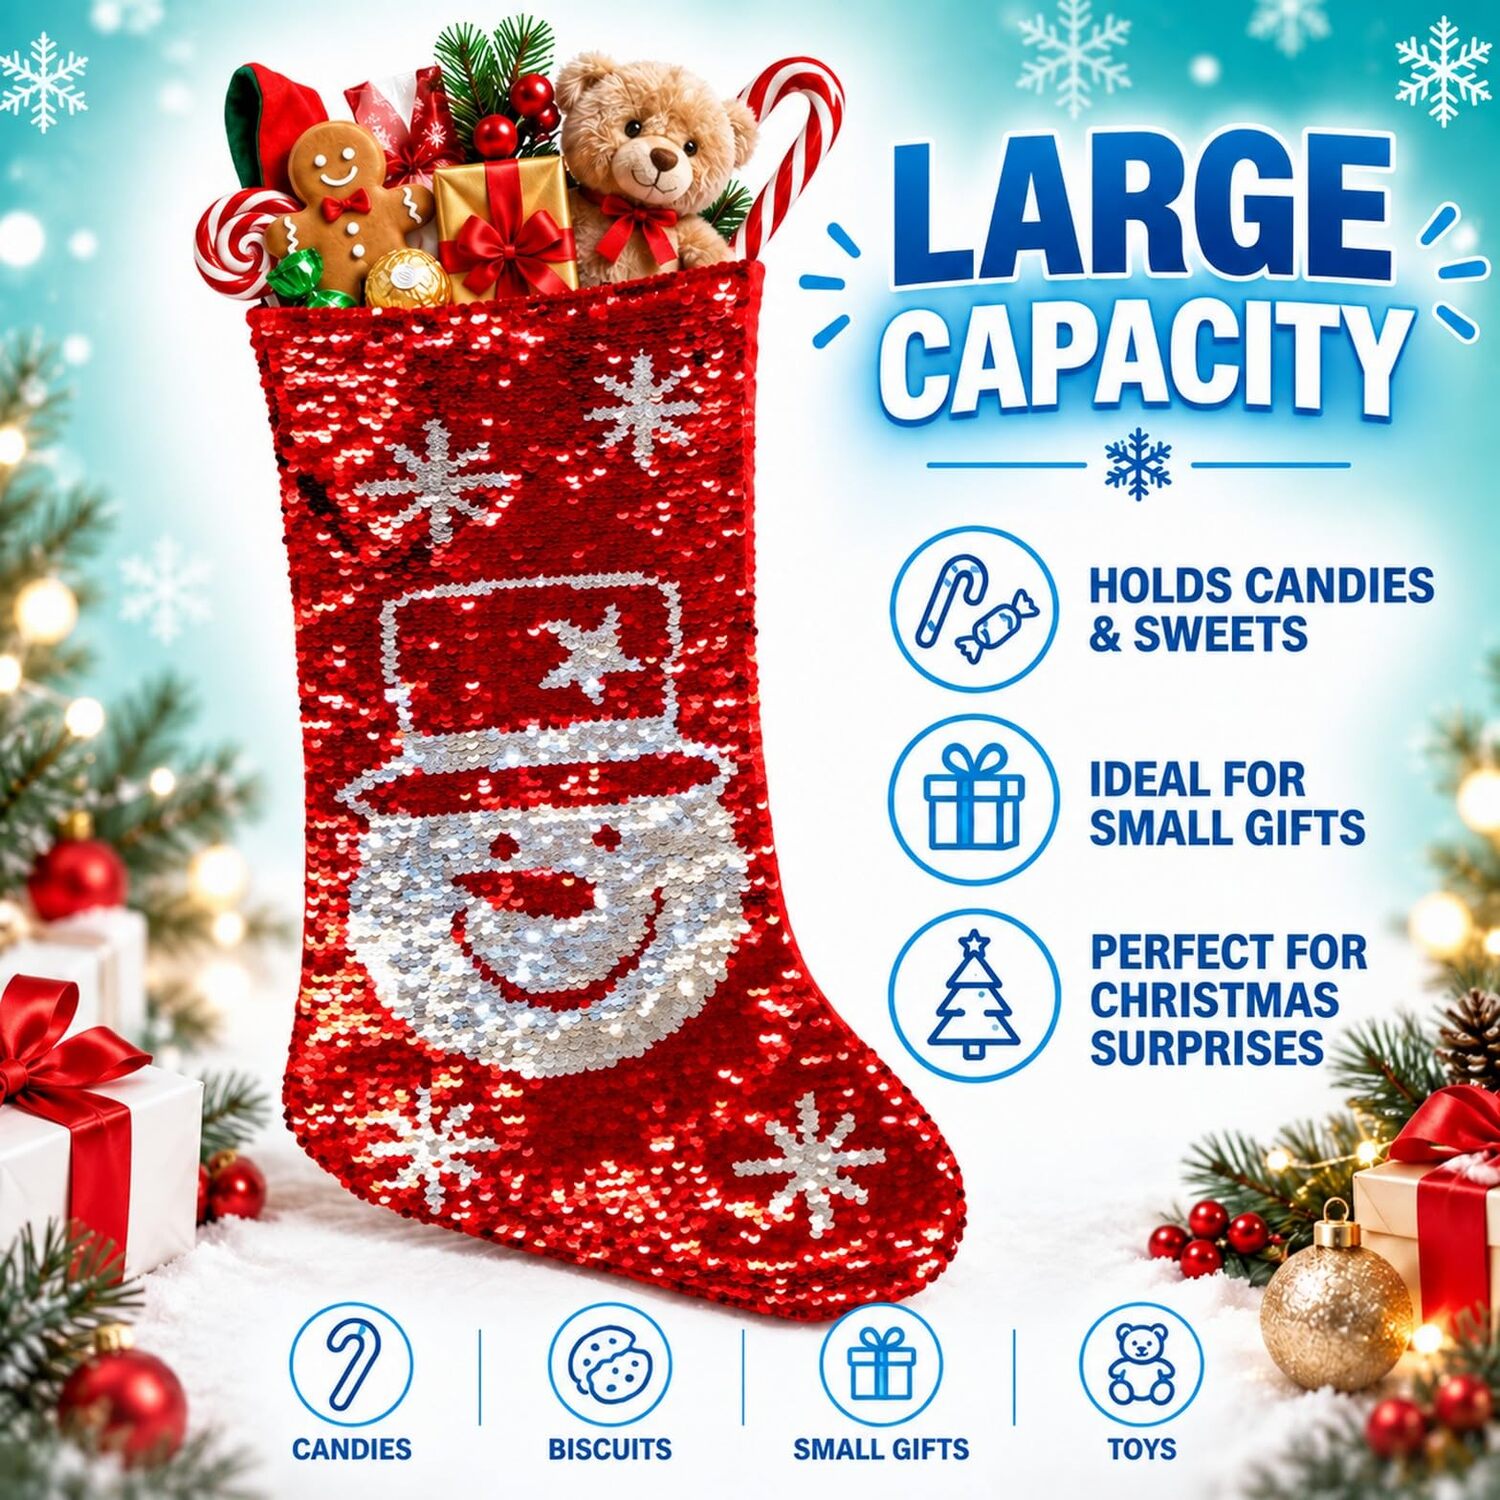 LARGE
CAPACITY
HOLDS CANDIES
& SWEETS
IDEAL FOR
SMALL GIFTS
PERFECT FOR
CHRISTMAS
SURPRISES
CANDIES
BISCUITS
SMALL GIFTS
TOYS